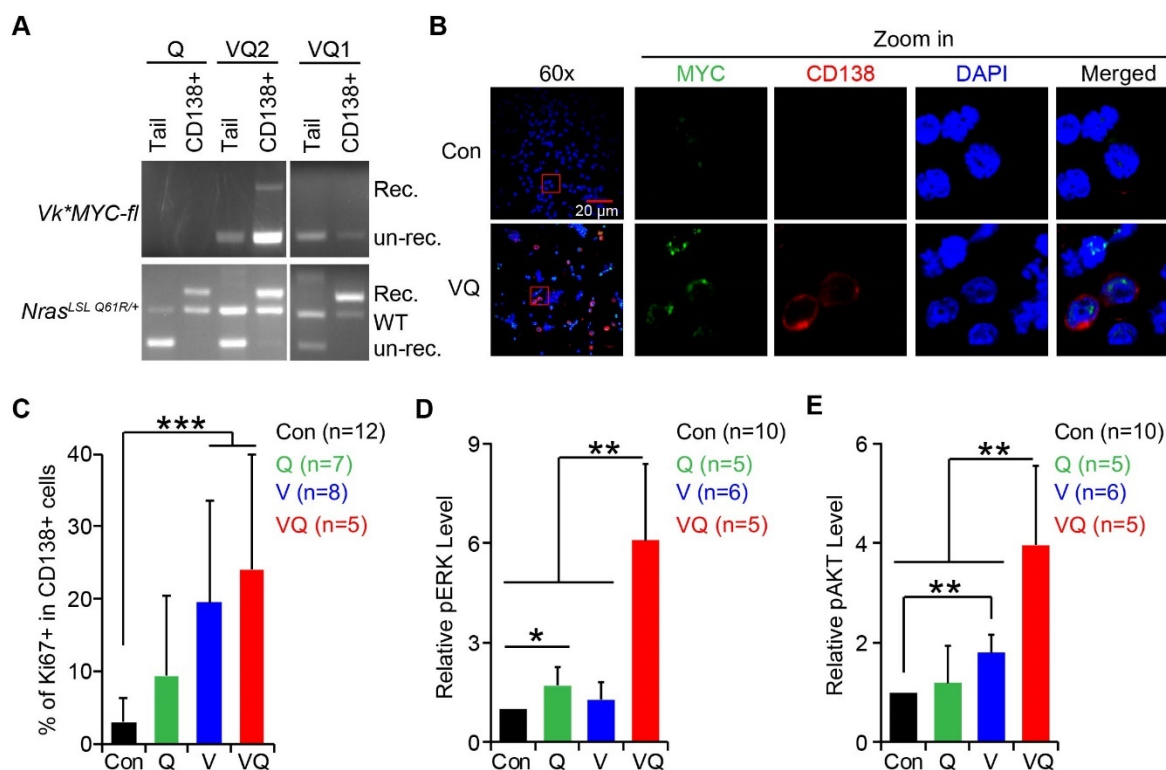 A
Q VQ2 VQ1
Tail CD138+ Tail CD138+ Tail CD138+
Vk*MYC-fl
Rec.
un-rec.
Nras^LSL Q61R/+
Rec.
WT
un-rec.
B
Zoom in
60x MYC CD138 DAPI Merged
Con
20 µm
VQ
C
***
Con (n=12)
Q (n=7)
V (n=8)
VQ (n=5)
% of Ki67+ in CD138+ cells
40
30
20
10
0
Con Q V VQ
D
**
*
Con (n=10)
Q (n=5)
V (n=6)
VQ (n=5)
Relative pERK Level
9
6
3
0
Con Q V VQ
E
**
**
Con (n=10)
Q (n=5)
V (n=6)
VQ (n=5)
Relative pAKT Level
6
4
2
0
Con Q V VQ